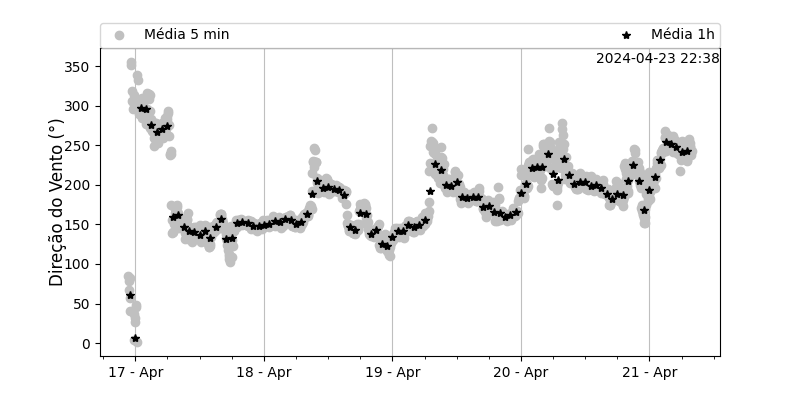 Média 5 min
Média 1h
2024-04-23 22:38
Direção do Vento (°)
350
300
250
200
150
100
50
0
17 - Apr
18 - Apr
19 - Apr
20 - Apr
21 - Apr